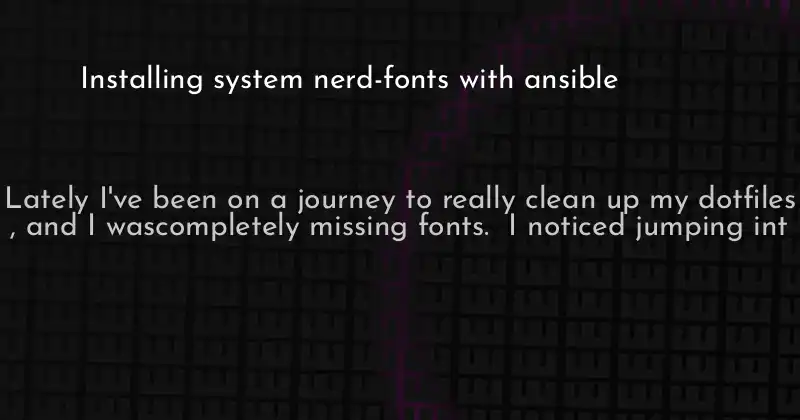 Installing system nerd-fonts with ansible
Lately I've been on a journey to really clean up my dotfiles
, and I wascompletely missing fonts.  I noticed jumping int